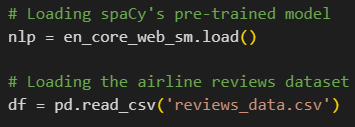 # Loading spaCy's pre-trained model
nlp = en_core_web_sm.load()
# Loading the airline reviews dataset
df = pd.read_csv('reviews_data.csv')